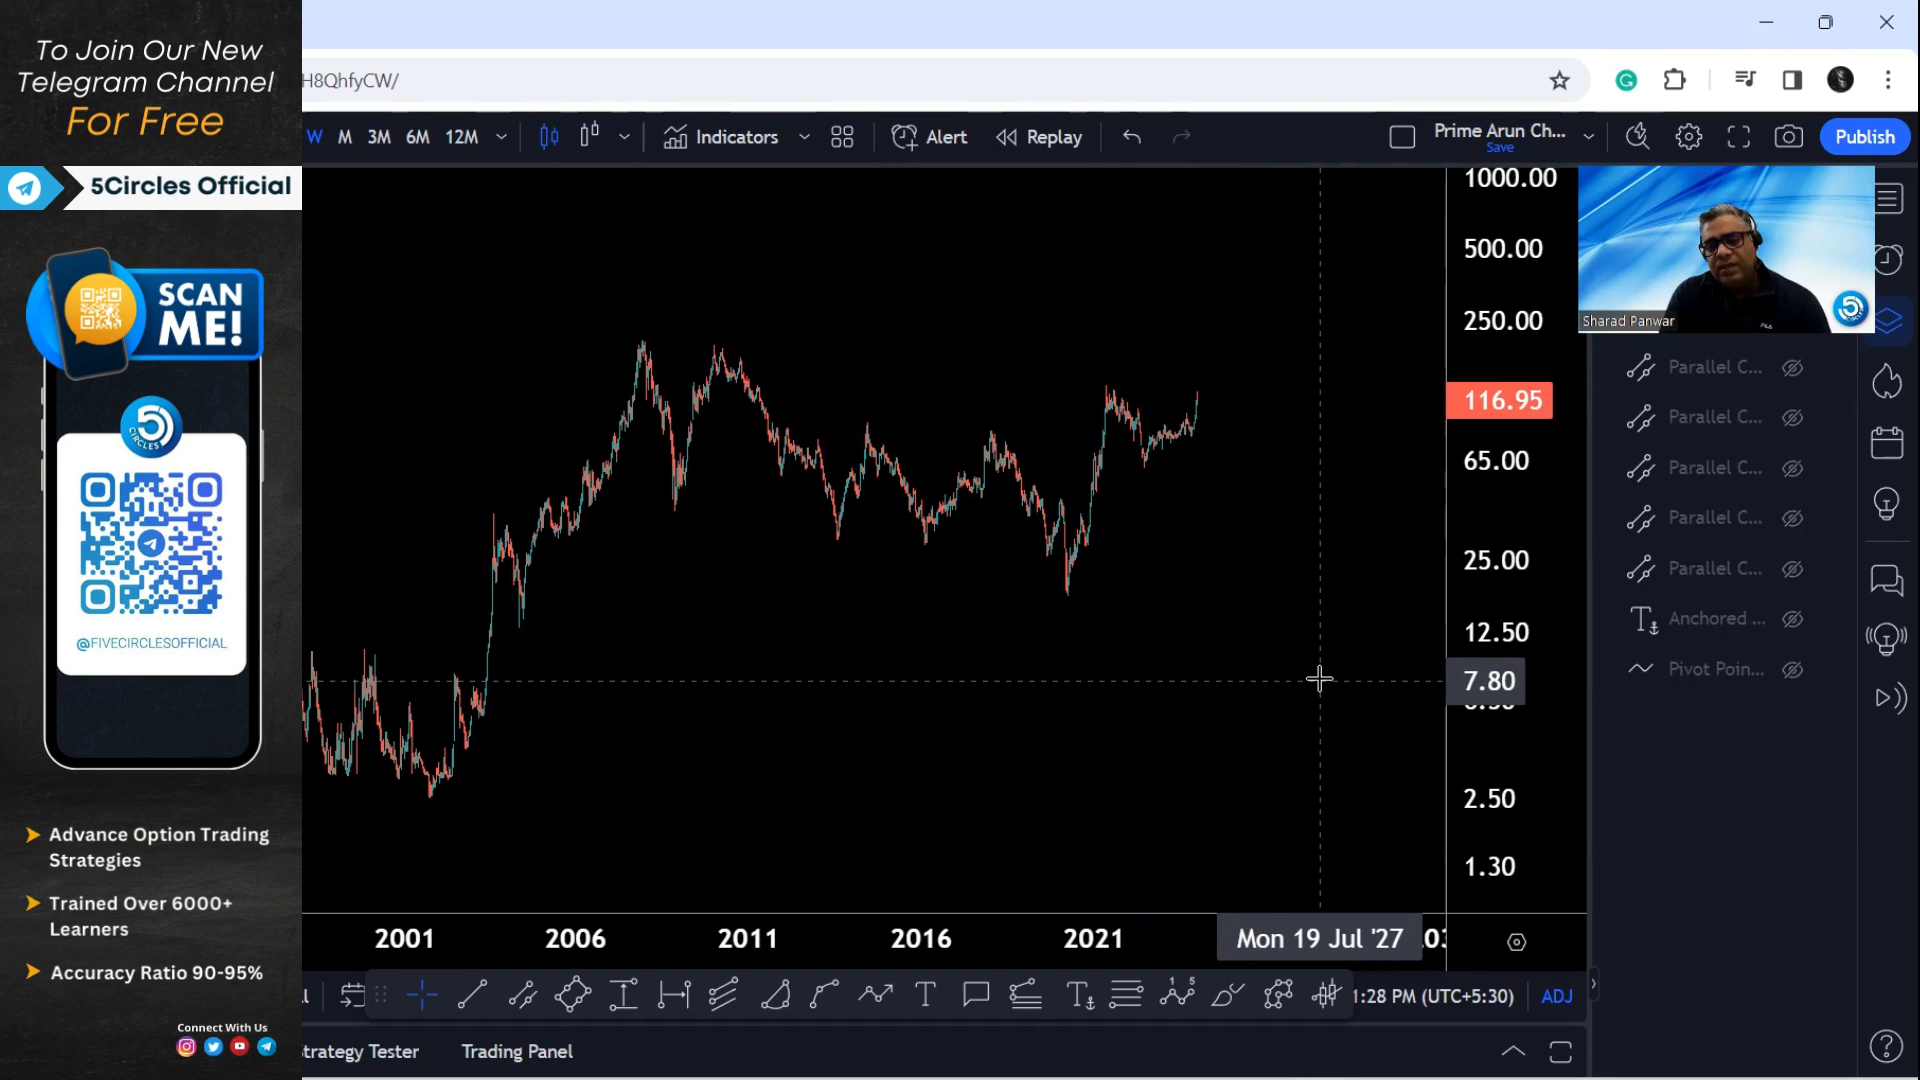 To Join Our New
Telegram Channel
For Free
5Circles Official
SCAN
ME!
5
CIRCLES
@FIVECIRCLESOFFICIAL
Advance Option Trading
Strategies
Trained Over 6000+
Learners
Accuracy Ratio 90-95%
Connect With Us
H8QhfyCW/
W M 3M 6M 12M Indicators Alert Replay Prime Arun Ch... Save Publish
1000.00
500.00
250.00
116.95
65.00
25.00
12.50
7.80
2.50
1.30
Sharad Panwar
Parallel C...
Parallel C...
Parallel C...
Parallel C...
Parallel C...
Anchored ...
Pivot Poin...
2001 2006 2011 2016 2021 Mon 19 Jul '27
1:28 PM (UTC+5:30) ADJ
trategy Tester Trading Panel